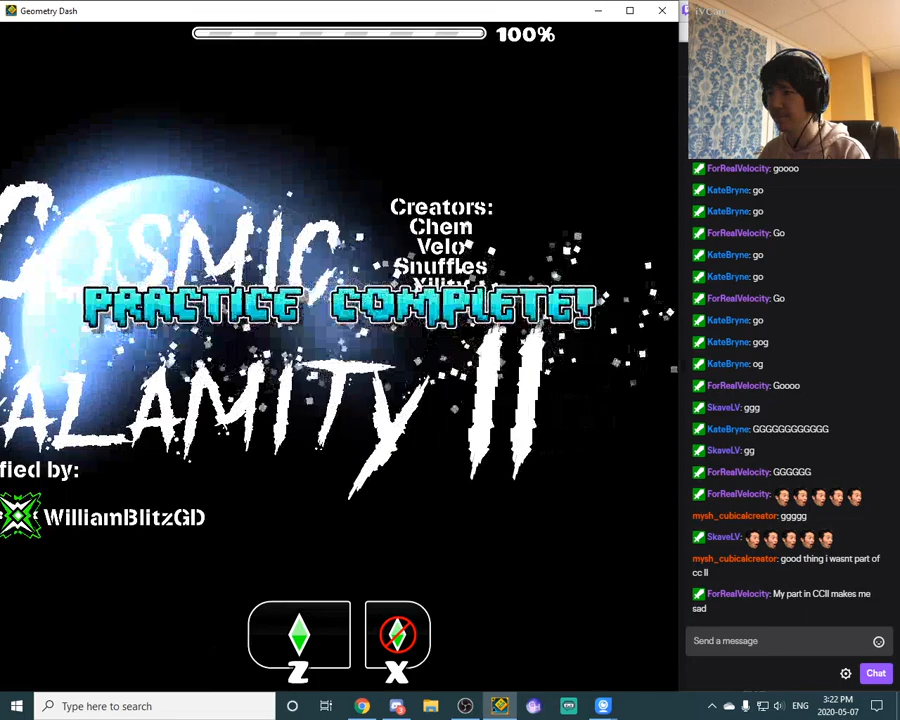 Geometry Dash
100%
iVCam
Creators:
Chem
Velo
Snuffles
COSMIC
PRACTICE COMPLETE!
CALAMITY II
fied by:
WilliamBlitzGD
Z
X
ForRealVelocity: goooo
KateBryne: go
KateBryne: go
ForRealVelocity: Go
KateBryne: go
KateBryne: go
ForRealVelocity: Go
KateBryne: go
KateBryne: gog
KateBryne: og
ForRealVelocity: Goooo
SkaveLV: ggg
KateBryne: GGGGGGGGGGGG
SkaveLV: gg
ForRealVelocity: GGGGGG
ForRealVelocity:
mysh_cubicalcreator: ggggg
SkaveLV:
mysh_cubicalcreator: good thing i wasnt part of
cc II
ForRealVelocity: My part in CCII makes me
sad
Send a message
Chat
Type here to search
ENG
3:22 PM
2020-05-07